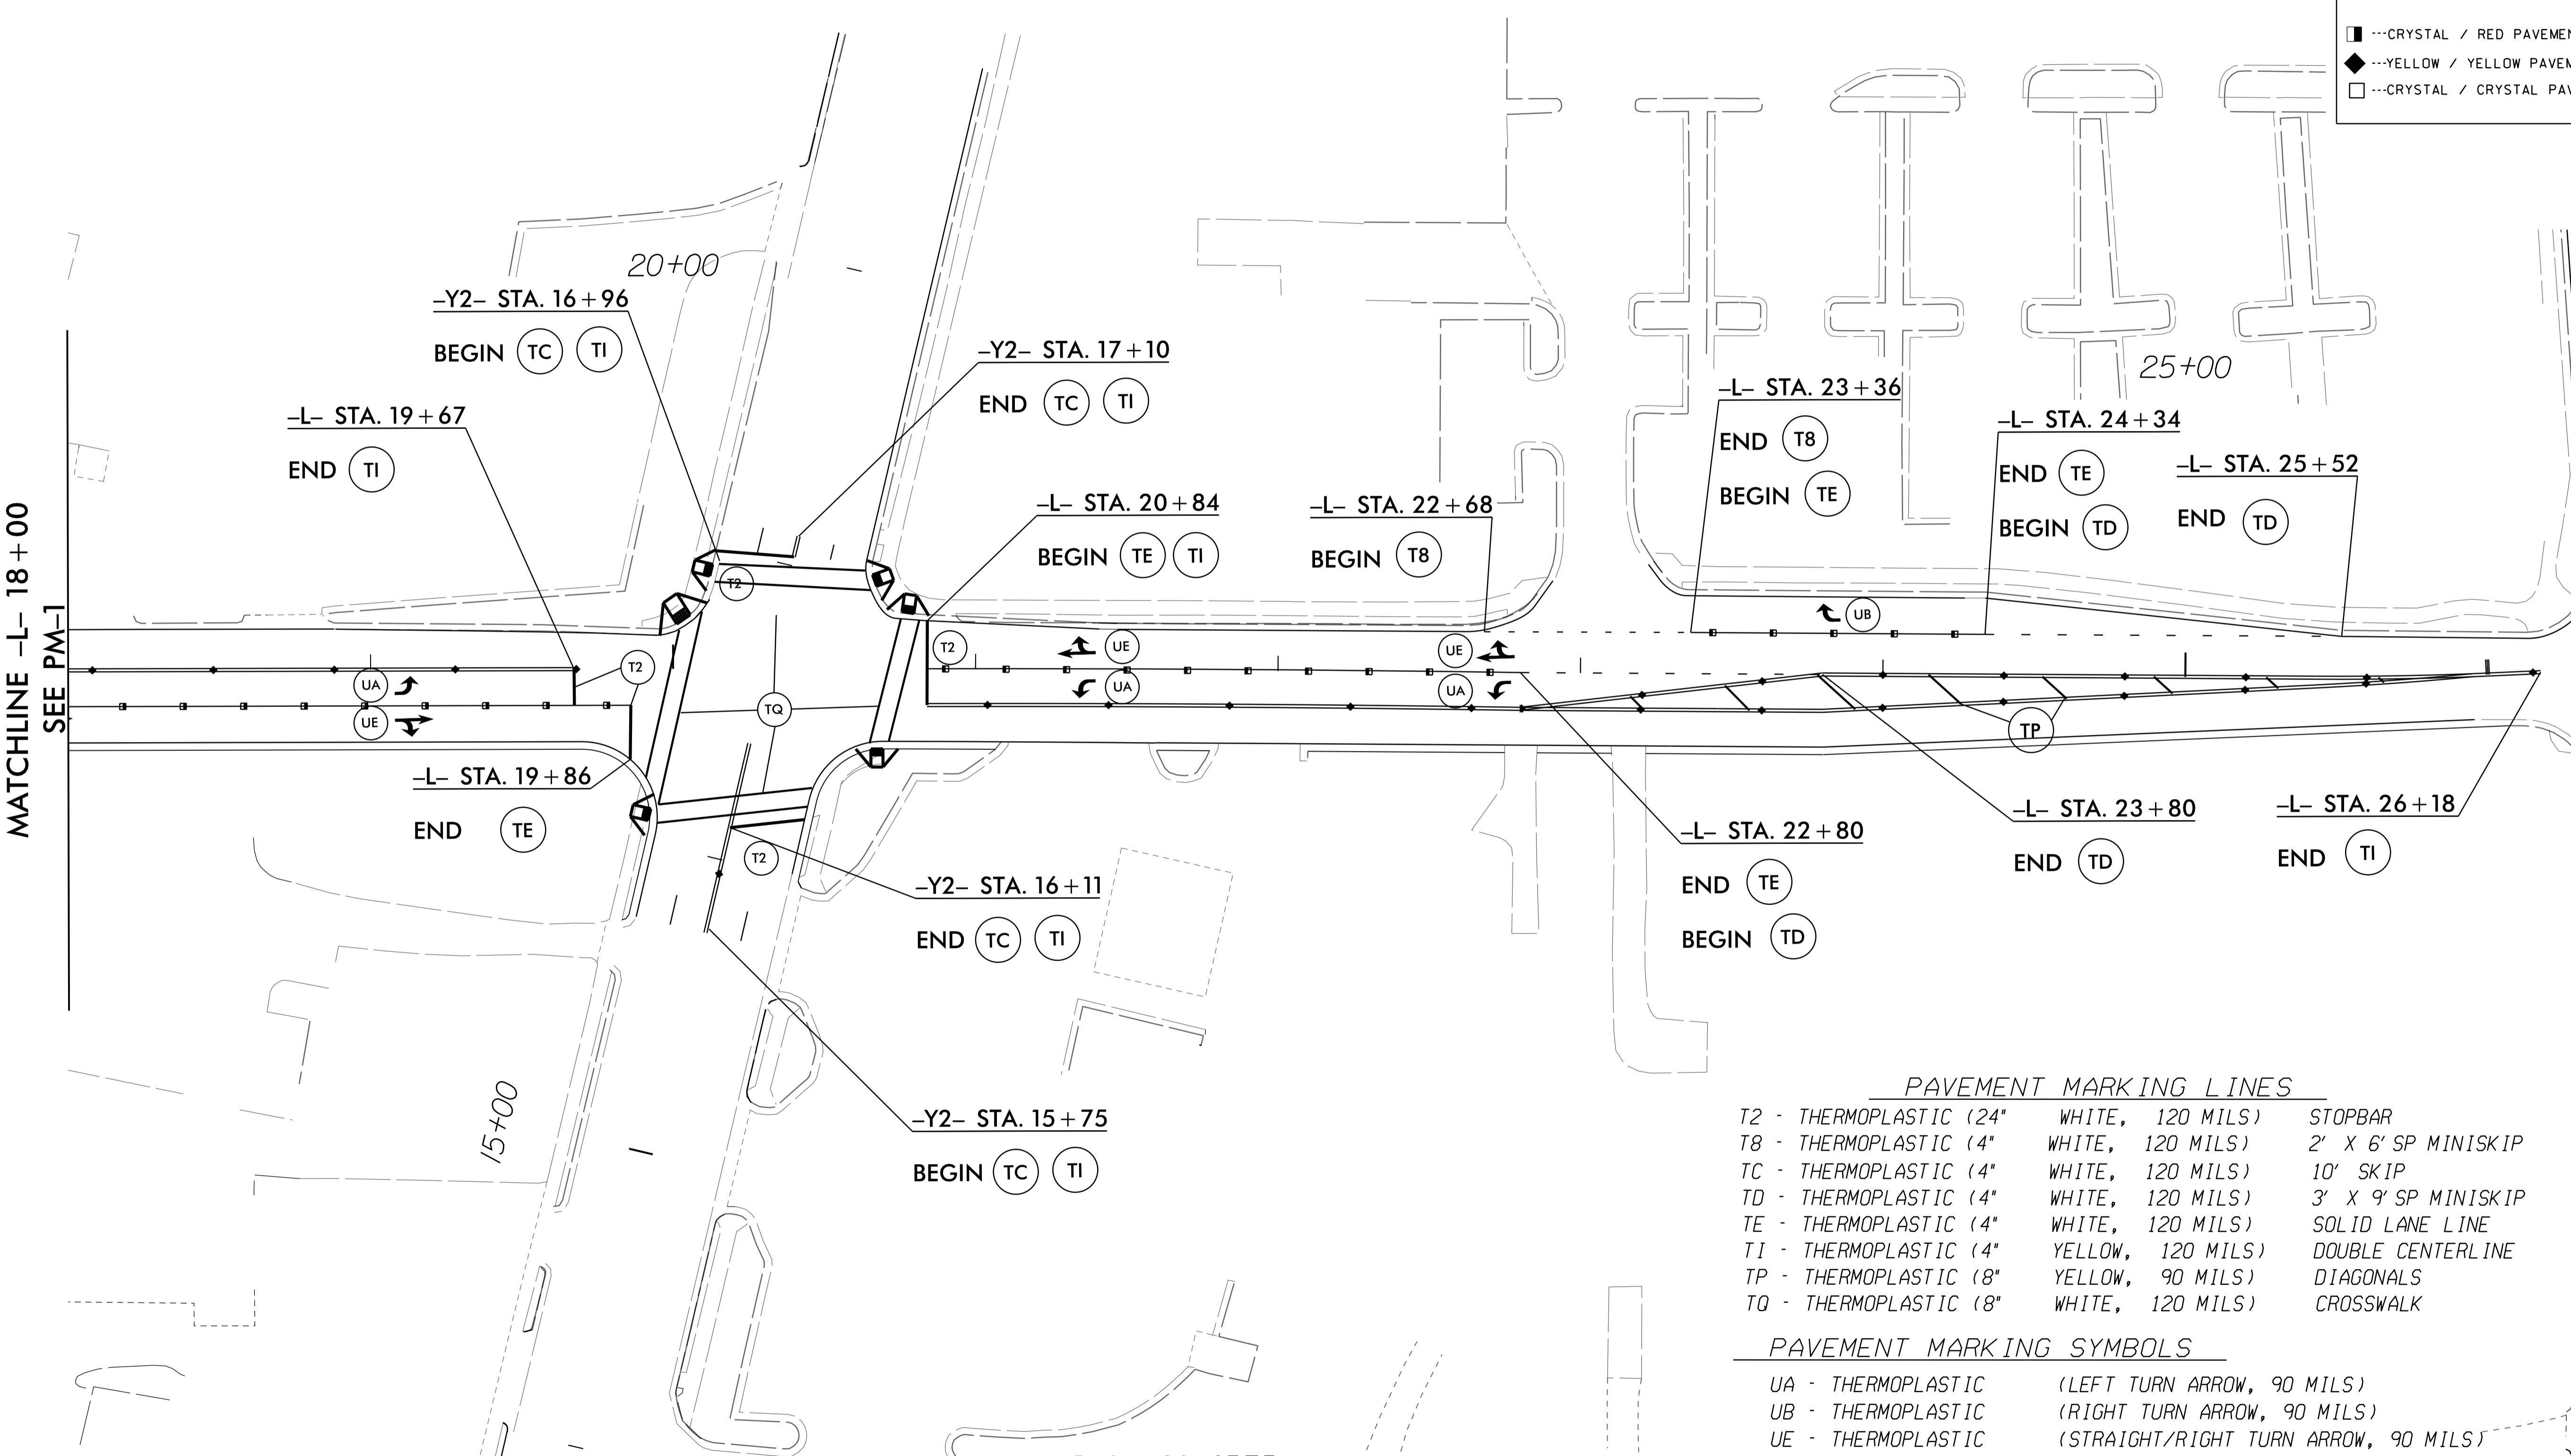 ---CRYSTAL / RED
---YELLOW / YELLOW
---CRYSTAL / CRYSTAL
20+00
–Y2– STA. 16+96
BEGIN TC TI
–Y2– STA. 17+10
END TC TI
–L– STA. 19+67
END TI
–L– STA. 20+84
BEGIN TE TI
–L– STA. 22+68
BEGIN T8
–L– STA. 23+36
END T8
BEGIN TE
25+00
–L– STA. 24+34
END TE
BEGIN TD
–L– STA. 25+52
END TD
MATCHLINE –L– 18+00
SEE PM–1
T2
T2
T2
UA
UE
UE
UA
UE
UA
UB
TQ
TP
–L– STA. 19+86
END TE
T2
–Y2– STA. 16+11
END TC TI
–L– STA. 22+80
END TE
BEGIN TD
–L– STA. 23+80
END TD
–L– STA. 26+18
END TI
–Y2– STA. 15+75
BEGIN TC TI
15+00
PAVEMENT MARKING LINES
T2 - THERMOPLASTIC (24" WHITE, 120 MILS) STOPBAR
T8 - THERMOPLASTIC (4" WHITE, 120 MILS) 2' X 6' SP MINISKIP
TC - THERMOPLASTIC (4" WHITE, 120 MILS) 10' SKIP
TD - THERMOPLASTIC (4" WHITE, 120 MILS) 3' X 9' SP MINISKIP
TE - THERMOPLASTIC (4" WHITE, 120 MILS) SOLID LANE LINE
TI - THERMOPLASTIC (4" YELLOW, 120 MILS) DOUBLE CENTERLINE
TP - THERMOPLASTIC (8" YELLOW, 90 MILS) DIAGONALS
TQ - THERMOPLASTIC (8" WHITE, 120 MILS) CROSSWALK
PAVEMENT MARKING SYMBOLS
UA - THERMOPLASTIC (LEFT TURN ARROW, 90 MILS)
UB - THERMOPLASTIC (RIGHT TURN ARROW, 90 MILS)
UE - THERMOPLASTIC (STRAIGHT/RIGHT TURN ARROW, 90 MILS)